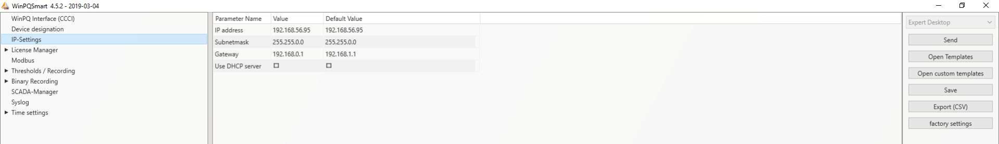 WinPQSmart 4.5.2 - 2019-03-04
WinPQ Interface (CCCI)
Device designation
IP-Settings
License Manager
Modbus
Thresholds / Recording
Binary Recording
SCADA-Manager
Syslog
Time settings
Parameter Name Value Default Value
IP address 192.168.56.95 192.168.56.95
Subnetmask 255.255.0.0 255.255.0.0
Gateway 192.168.0.1 192.168.1.1
Use DHCP server
Expert Desktop
Send
Open Templates
Open custom templates
Save
Export (CSV)
factory settings